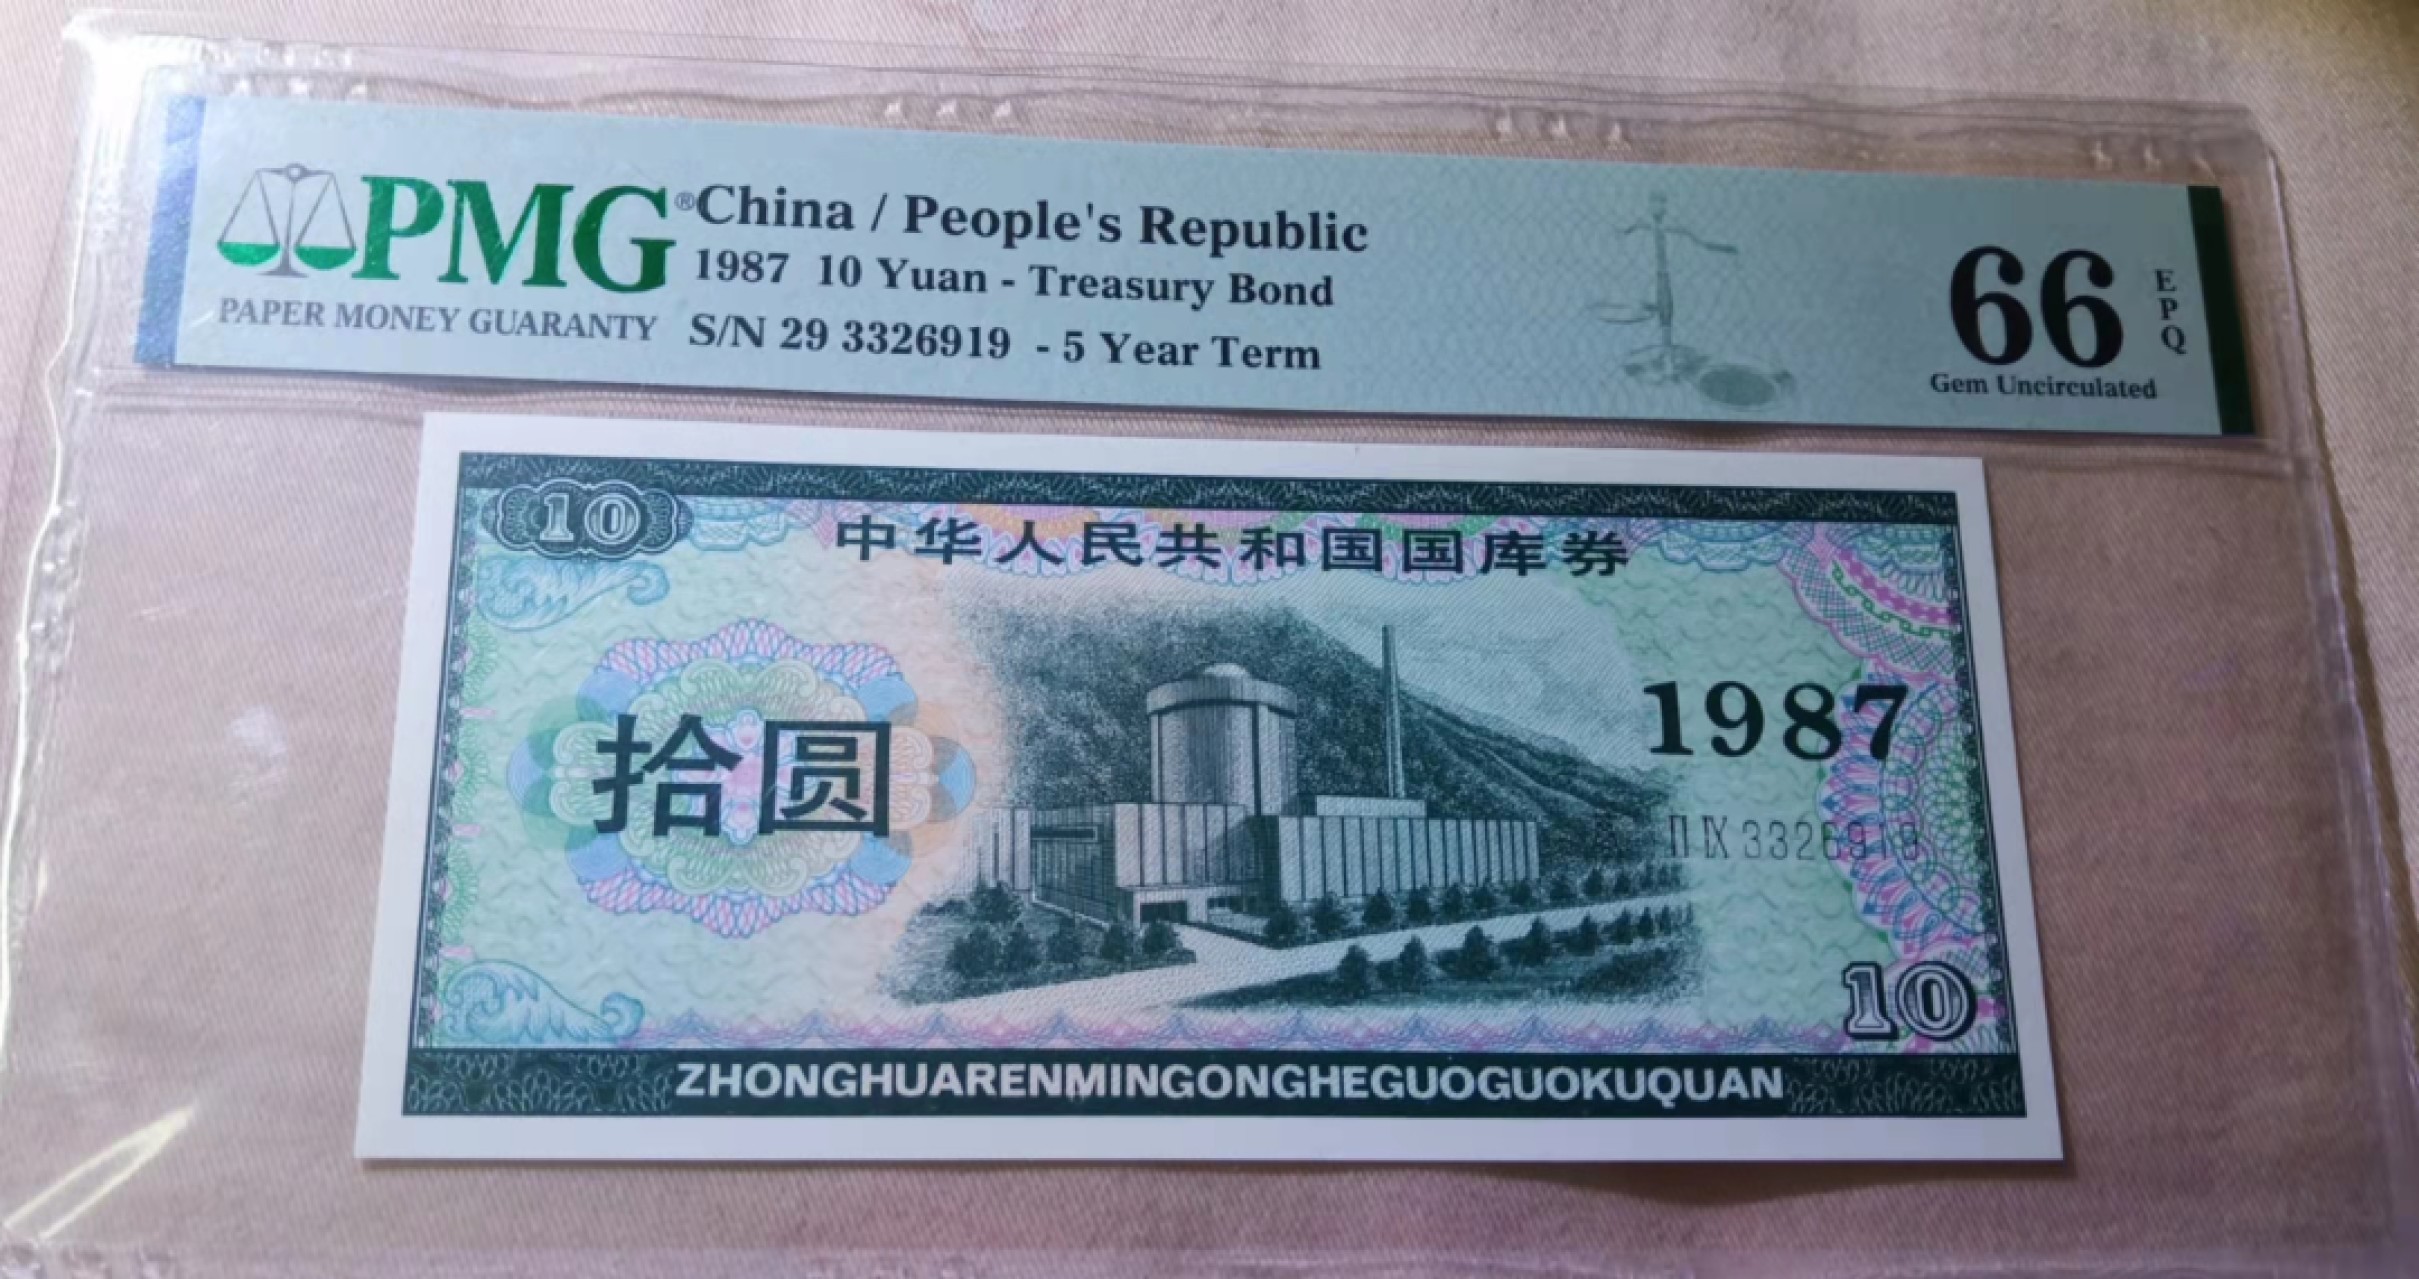 PMG®
PAPER MONEY GUARANTY
China / People's Republic
1987 10 Yuan - Treasury Bond
S/N 29 3326919 - 5 Year Term
66
EPQ
Gem Uncirculated
10
中华人民共和国国库券
拾圆
1987
II IX 3326919
10
ZHONGHUARENMINGONGHEGUOGUOKUQUAN